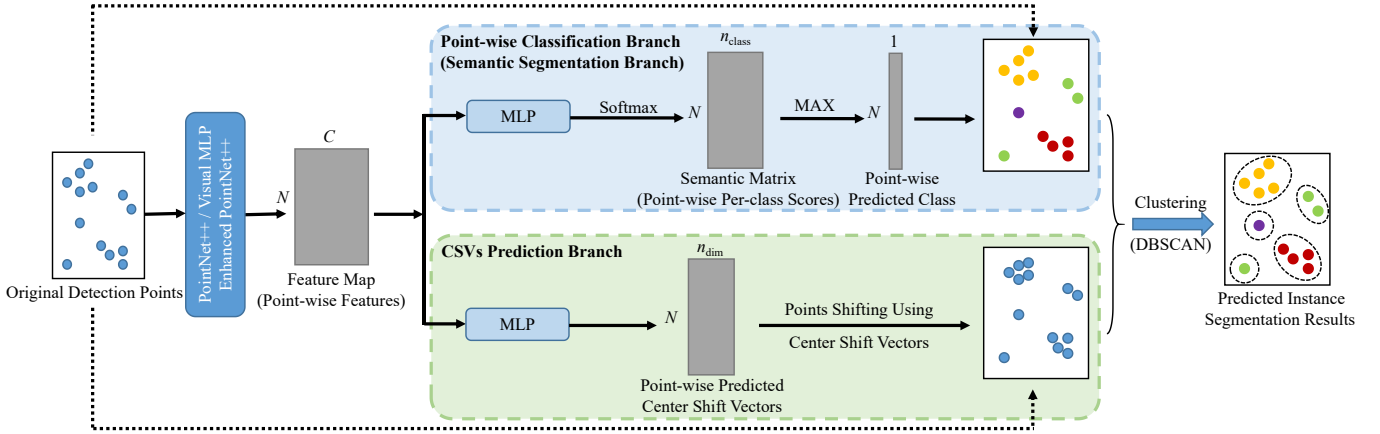 Original Detection Points
PointNet++ / Visual MLP
Enhanced PointNet++
C
N
Feature Map
(Point-wise Features)
Point-wise Classification Branch
(Semantic Segmentation Branch)
MLP
Softmax
n_class
N
Semantic Matrix
(Point-wise Per-class Scores)
MAX
1
N
Point-wise
Predicted Class
CSVs Prediction Branch
MLP
n_dim
N
Point-wise Predicted
Center Shift Vectors
Points Shifting Using
Center Shift Vectors
Clustering
(DBSCAN)
Predicted Instance
Segmentation Results